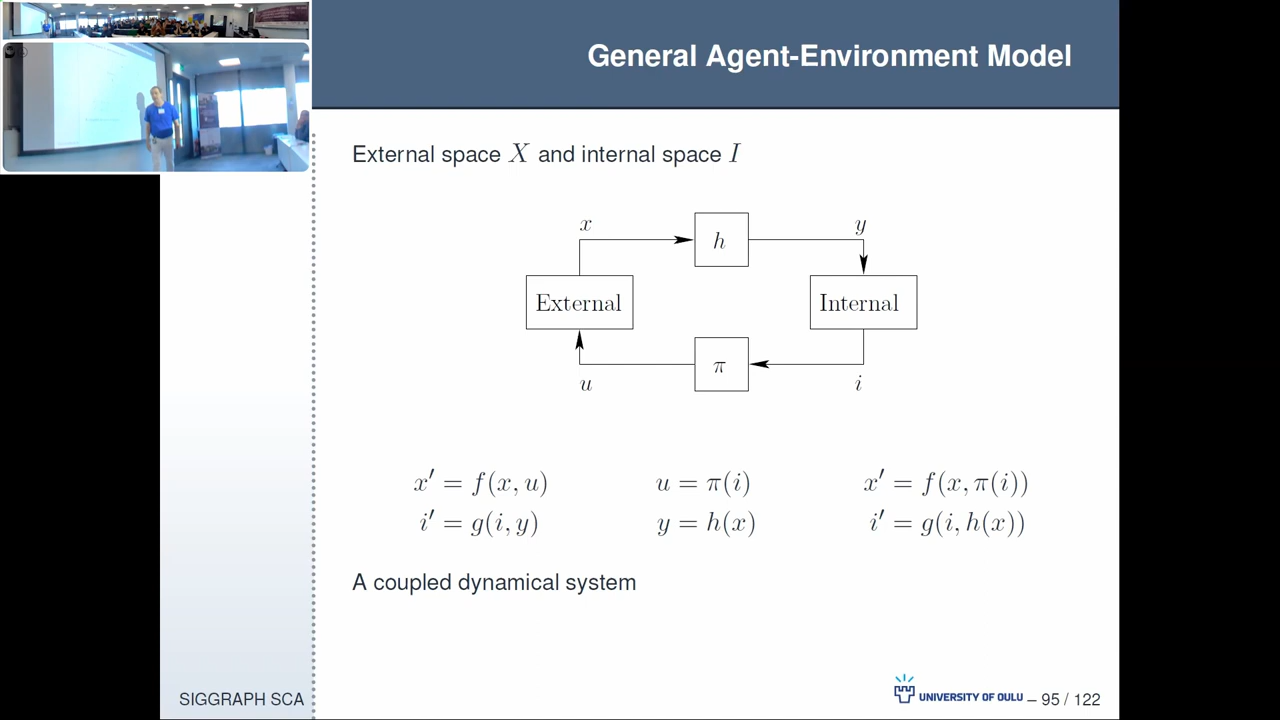 General Agent-Environment Model
External space X and internal space I
x
h
y
External
Internal
π
u
i
x′ = f(x, u)
u = π(i)
x′ = f(x, π(i))
i′ = g(i, y)
y = h(x)
i′ = g(i, h(x))
A coupled dynamical system
SIGGRAPH SCA
UNIVERSITY OF OULU – 95 / 122